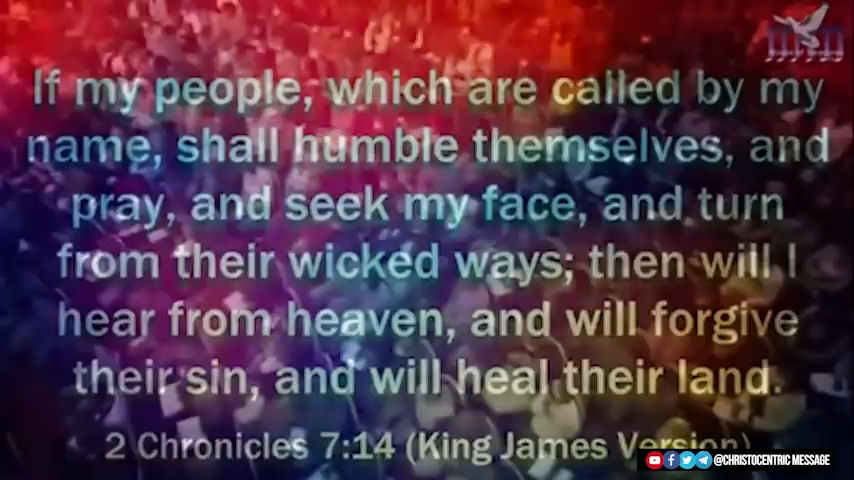 If my people, which are called by my
name, shall humble themselves, and
pray, and seek my face, and turn
from their wicked ways; then will I
hear from heaven, and will forgive
their sin, and will heal their land.
2 Chronicles 7:14 (King James Version)
@CHRISTOCENTRIC MESSAGE